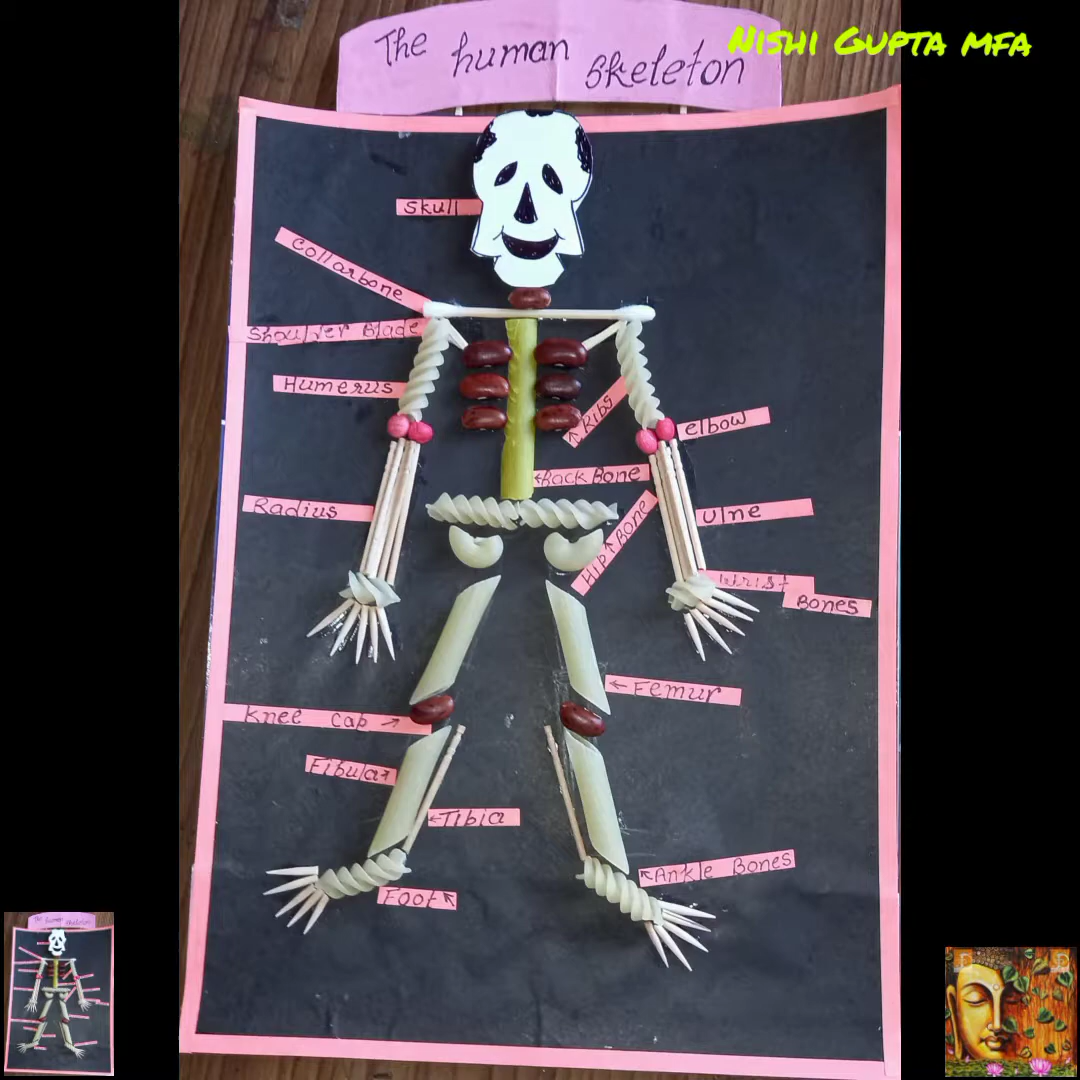 Nishi Gupta mfa
The human skeleton
Skull
Collarbone
Shoulder Blade
Humerus
Ribs
elbow
Back Bone
Radius
Ulne
Hip Bone
Wrist
Bones
Femur
Knee cap
Fibula
Tibia
Ankle Bones
Foot